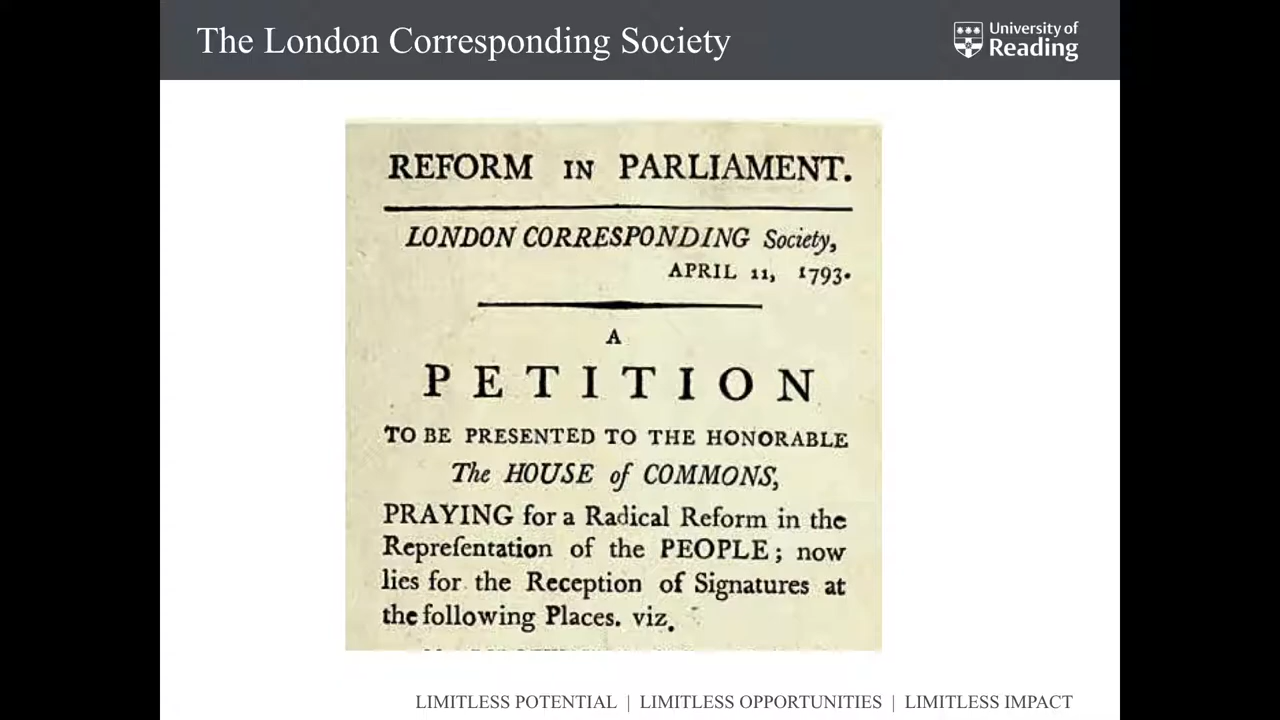 The London Corresponding Society
University of
Reading
REFORM IN PARLIAMENT.
LONDON CORRESPONDING Society,
APRIL 11, 1793.
A
PETITION
TO BE PRESENTED TO THE HONORABLE
The HOUSE of COMMONS,
PRAYING for a Radical Reform in the
Repreſentation of the PEOPLE; now
lies for the Reception of Signatures at
the following Places. viz.
LIMITLESS POTENTIAL | LIMITLESS OPPORTUNITIES | LIMITLESS IMPACT